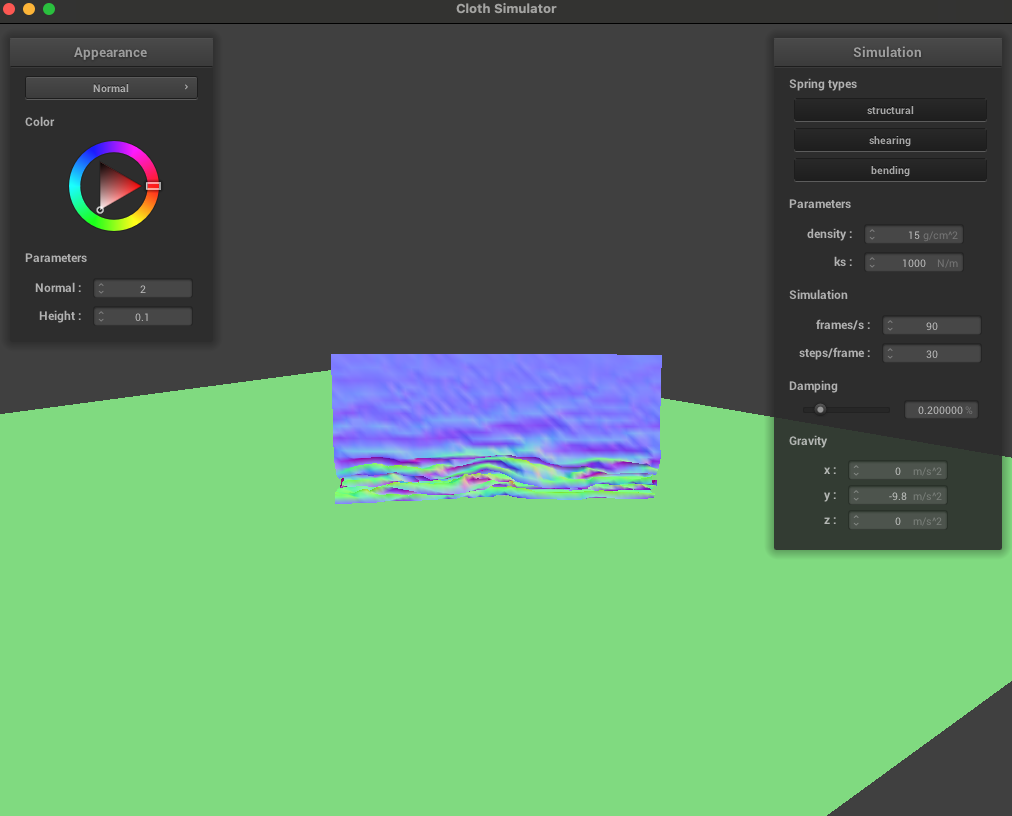 Cloth Simulator
Appearance
Normal
Color
Parameters
Normal : 2
Height : 0.1
Simulation
Spring types
structural
shearing
bending
Parameters
density : 15 g/cm^2
ks : 1000 N/m
Simulation
frames/s : 90
steps/frame : 30
Damping
0.200000 %
Gravity
x : 0 m/s^2
y : -9.8 m/s^2
z : 0 m/s^2